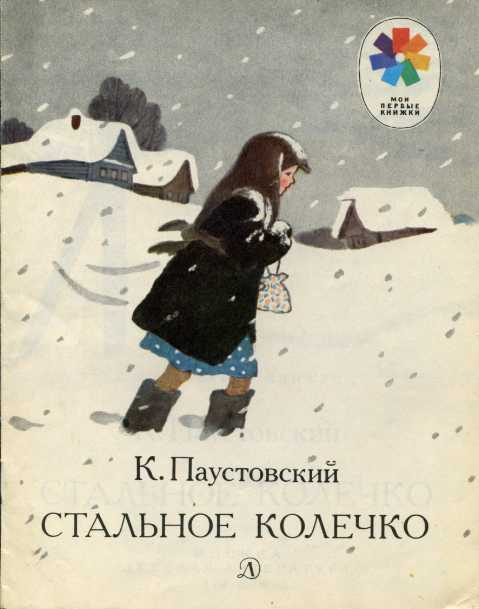 МОИ
ПЕРВЫЕ
КНИЖКИ
К. Паустовский
СТАЛЬНОЕ КОЛЕЧКО
Д